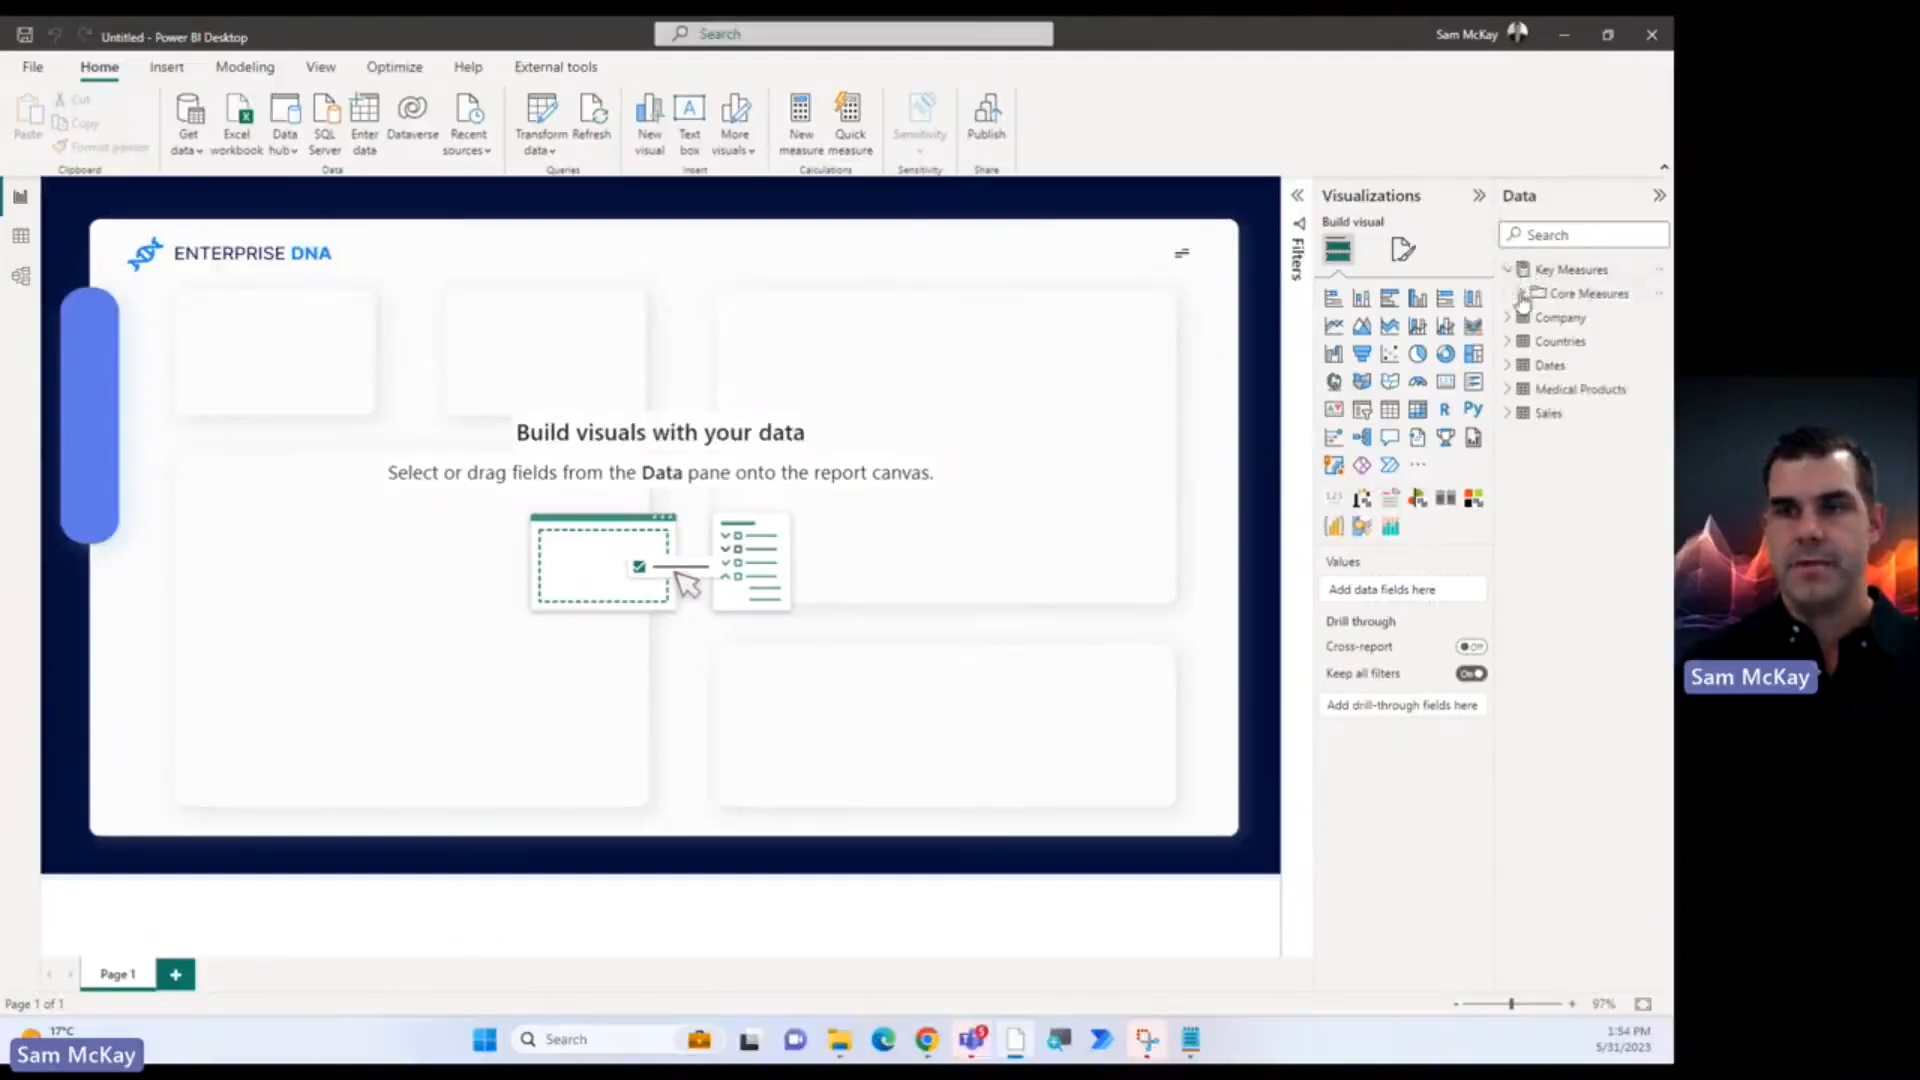 Untitled - Power BI Desktop
Search
Sam McKay
File
Home
Insert
Modeling
View
Optimize
Help
External tools
Paste
Cut
Copy
Format painter
Clipboard
Get data
Excel workbook
Data hub
SQL Server
Enter data
Dataverse
Recent sources
Data
Transform data
Refresh
Queries
New visual
Text box
More visuals
Insert
New measure
Quick measure
Calculations
Sensitivity
Sensitivity
Publish
Share
ENTERPRISE DNA
Build visuals with your data
Select or drag fields from the Data pane onto the report canvas.
Filters
Visualizations
Build visual
R
Py
123
Values
Add data fields here
Drill through
Cross-report
Off
Keep all filters
On
Add drill-through fields here
Data
Search
Key Measures
Core Measures
Company
Countries
Dates
Medical Products
Sales
Sam McKay
Page 1
Page 1 of 1
97%
17°C
Sam McKay
Search
5
1:54 PM
5/31/2023